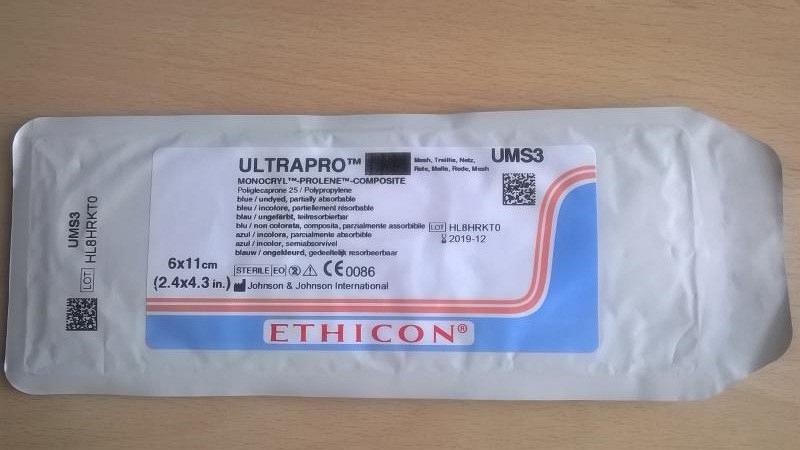 ULTRAPRO™
Mesh, Treillis, Netz,
Rete, Malla, Rede, Mesh
UMS3
MONOCRYL™-PROLENE™-COMPOSITE
Poliglecaprone 25 / Polypropylene
blue / undyed, partially absorbable
bleu / incolore, partiellement résorbable
blau / ungefärbt, teilresorbierbar
blu / non colorata, composita, parzialmente assorbibile
azul / incolora, parcialmente absorbible
azul / incolor, semiabsorvível
blauw / ongekleurd, gedeeltelijk resorbeerbaar
LOT HL8HRKT0
2019-12
6x11cm
(2.4x4.3 in.)
STERILE EO 2 CE 0086
Johnson & Johnson International
ETHICON®
UMS3
LOT HL8HRKT0